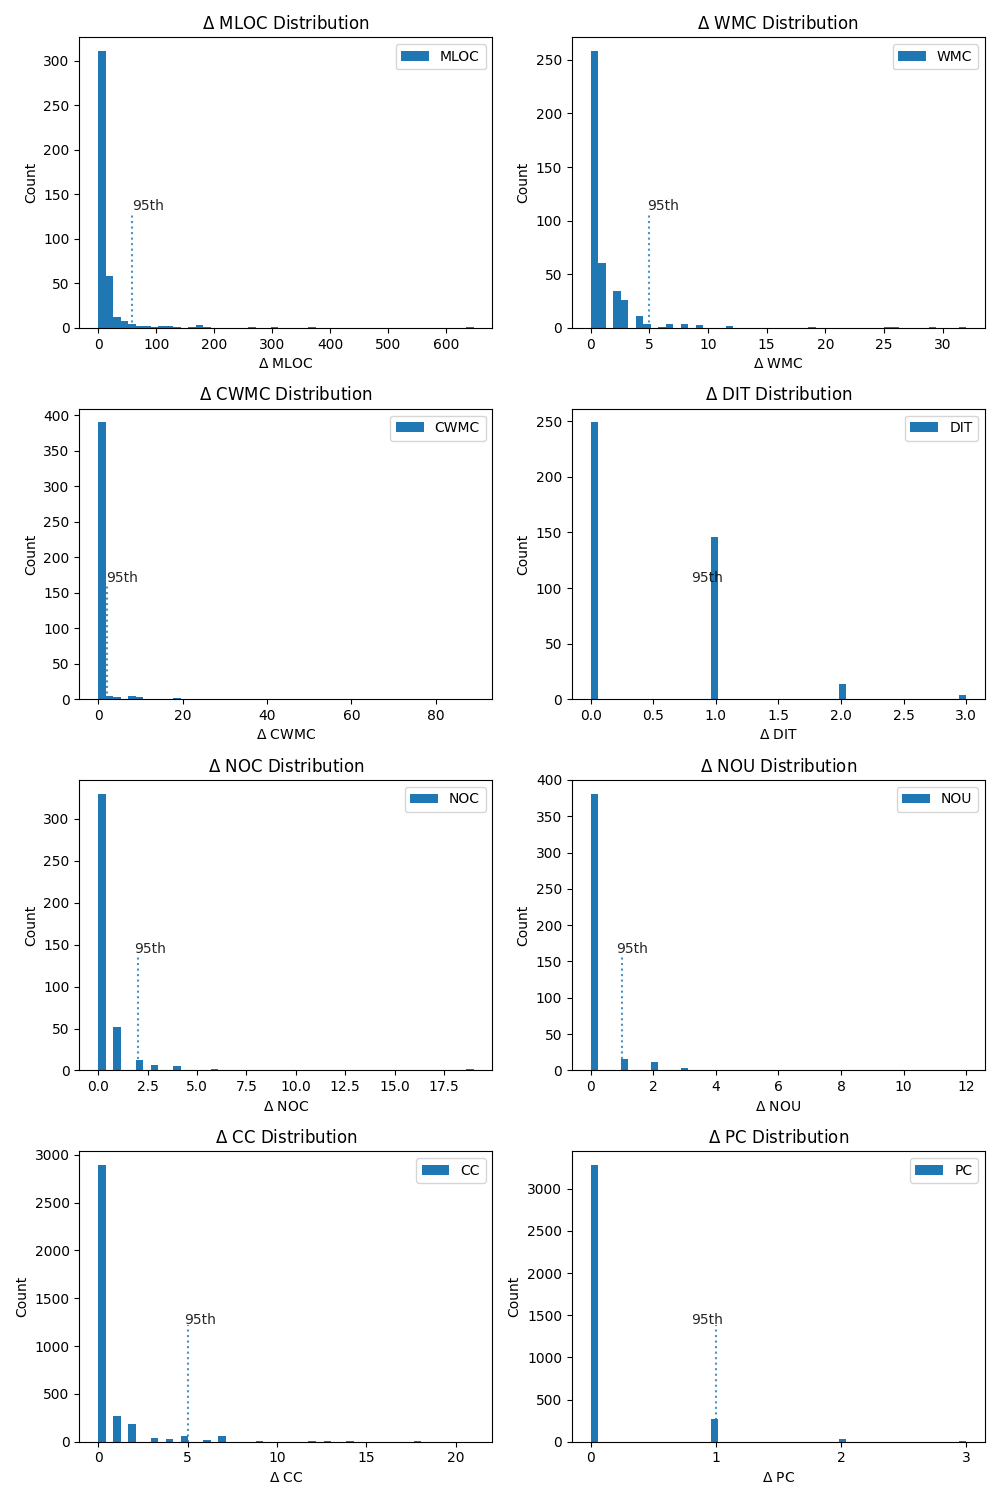 Δ MLOC Distribution
MLOC
300
250
200
150
100
50
0
Count
95th
0 100 200 300 400 500 600
Δ MLOC
Δ WMC Distribution
WMC
250
200
150
100
50
0
Count
95th
0 5 10 15 20 25 30
Δ WMC
Δ CWMC Distribution
CWMC
400
350
300
250
200
150
100
50
0
Count
95th
0 20 40 60 80
Δ CWMC
Δ DIT Distribution
DIT
250
200
150
100
50
0
Count
95th
0.0 0.5 1.0 1.5 2.0 2.5 3.0
Δ DIT
Δ NOC Distribution
NOC
300
250
200
150
100
50
0
Count
95th
0.0 2.5 5.0 7.5 10.0 12.5 15.0 17.5
Δ NOC
Δ NOU Distribution
NOU
400
350
300
250
200
150
100
50
0
Count
95th
0 2 4 6 8 10 12
Δ NOU
Δ CC Distribution
CC
3000
2500
2000
1500
1000
500
0
Count
95th
0 5 10 15 20
Δ CC
Δ PC Distribution
PC
3000
2500
2000
1500
1000
500
0
Count
95th
0 1 2 3
Δ PC